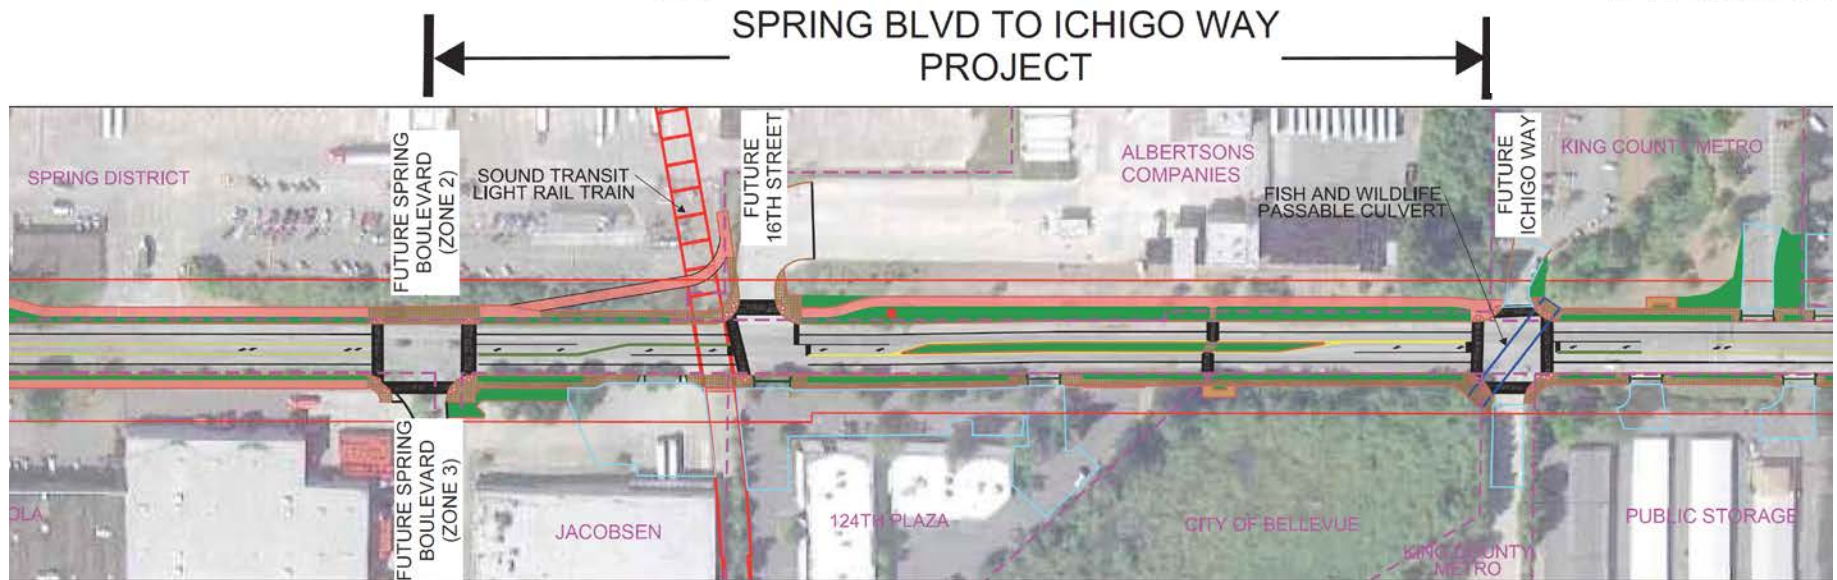 SPRING BLVD TO ICHIGO WAY
PROJECT
SPRING DISTRICT
FUTURE SPRING
BOULEVARD
(ZONE 2)
SOUND TRANSIT
LIGHT RAIL TRAIN
FUTURE
16TH STREET
ALBERTSONS
COMPANIES
FISH AND WILDLIFE
PASSABLE CULVERT
FUTURE
ICHIGO WAY
KING COUNTY METRO
OLA
FUTURE SPRING
BOULEVARD
(ZONE 3)
JACOBSEN
124TH PLAZA
CITY OF BELLEVUE
KING COUNTY
METRO
PUBLIC STORAGE